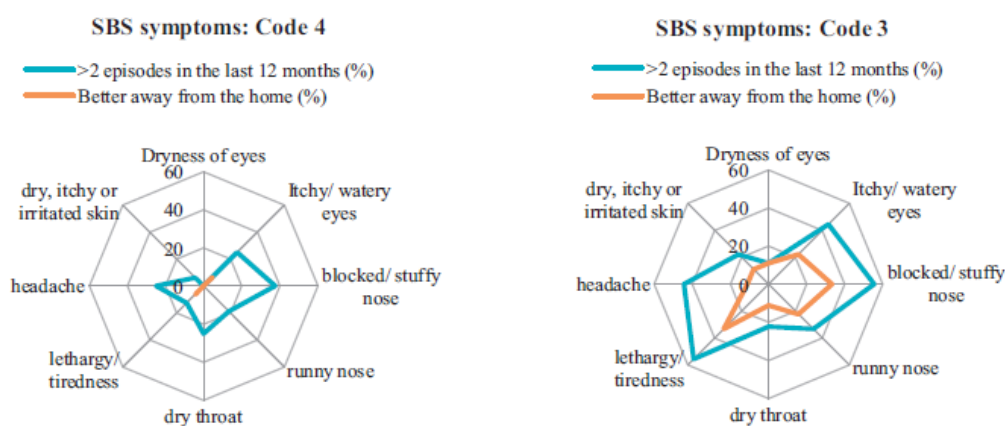 SBS symptoms: Code 4
>2 episodes in the last 12 months (%)
Better away from the home (%)
Dryness of eyes
60
dry, itchy or
irritated skin
Itchy/ watery
eyes
40
20
headache
0
blocked/ stuffy
nose
lethargy/
tiredness
runny nose
dry throat
SBS symptoms: Code 3
>2 episodes in the last 12 months (%)
Better away from the home (%)
Dryness of eyes
60
dry, itchy or
irritated skin
Itchy/ watery
eyes
40
20
headache
0
blocked/ stuffy
nose
lethargy/
tiredness
runny nose
dry throat